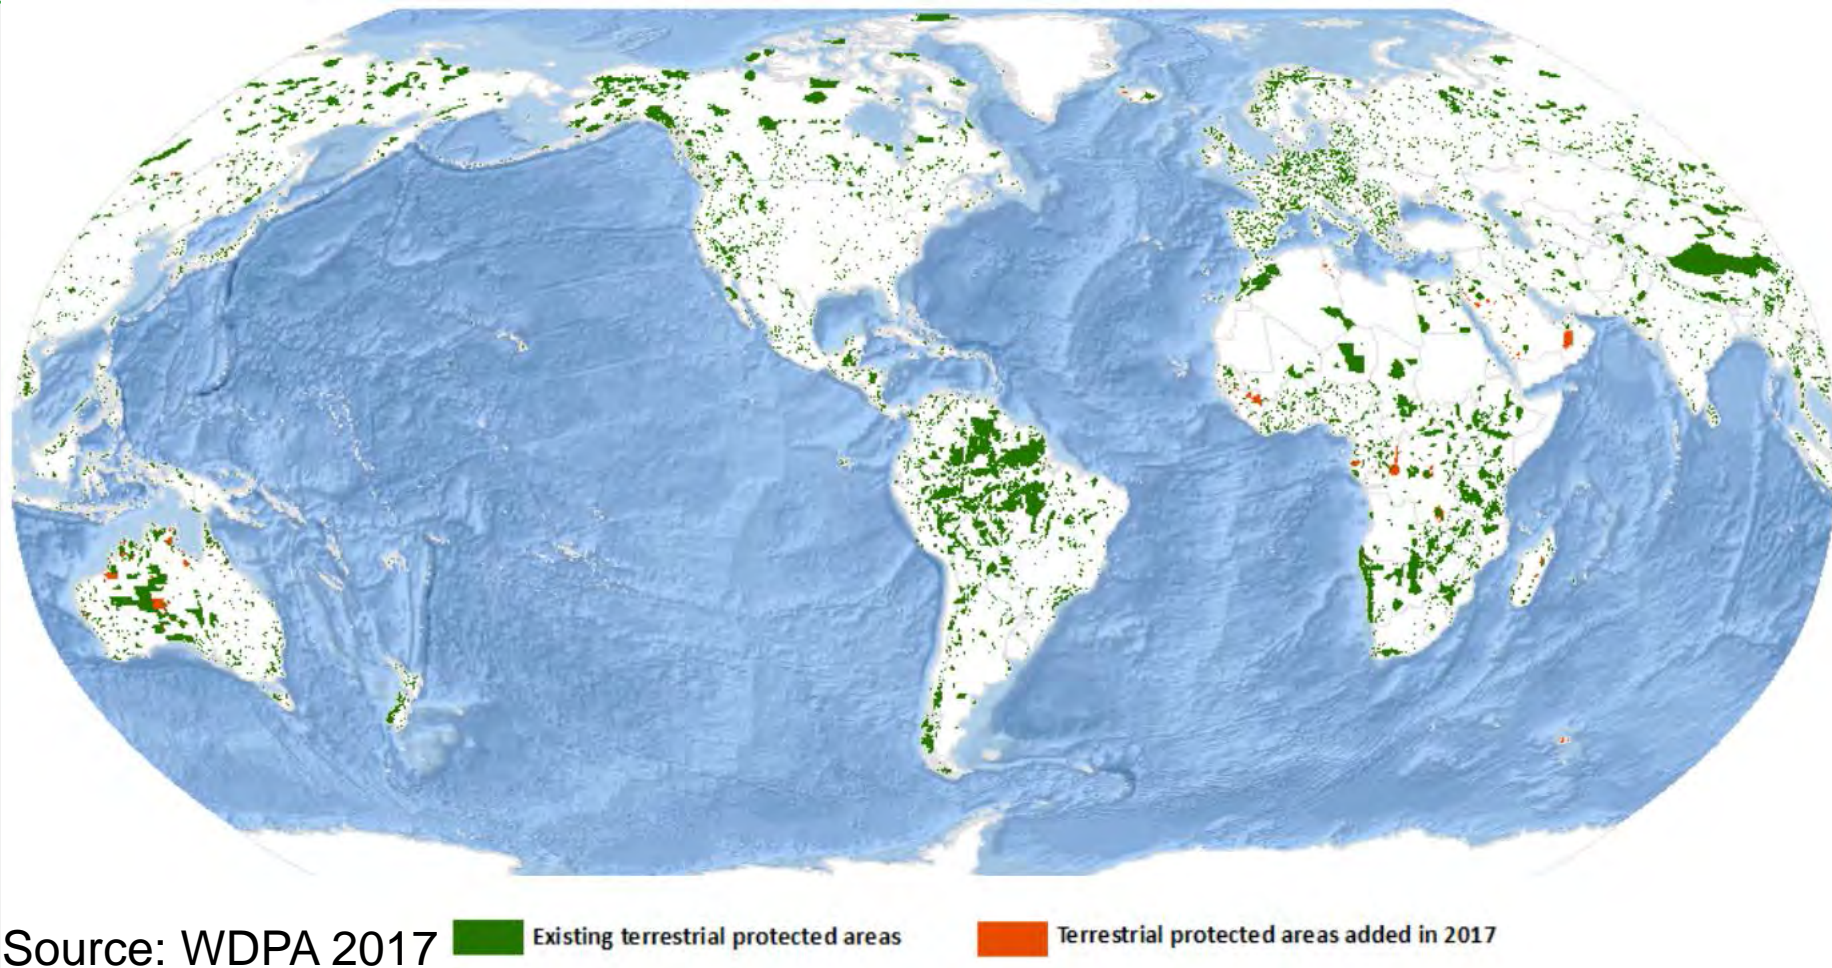 Source: WDPA 2017
Existing terrestrial protected areas
Terrestrial protected areas added in 2017